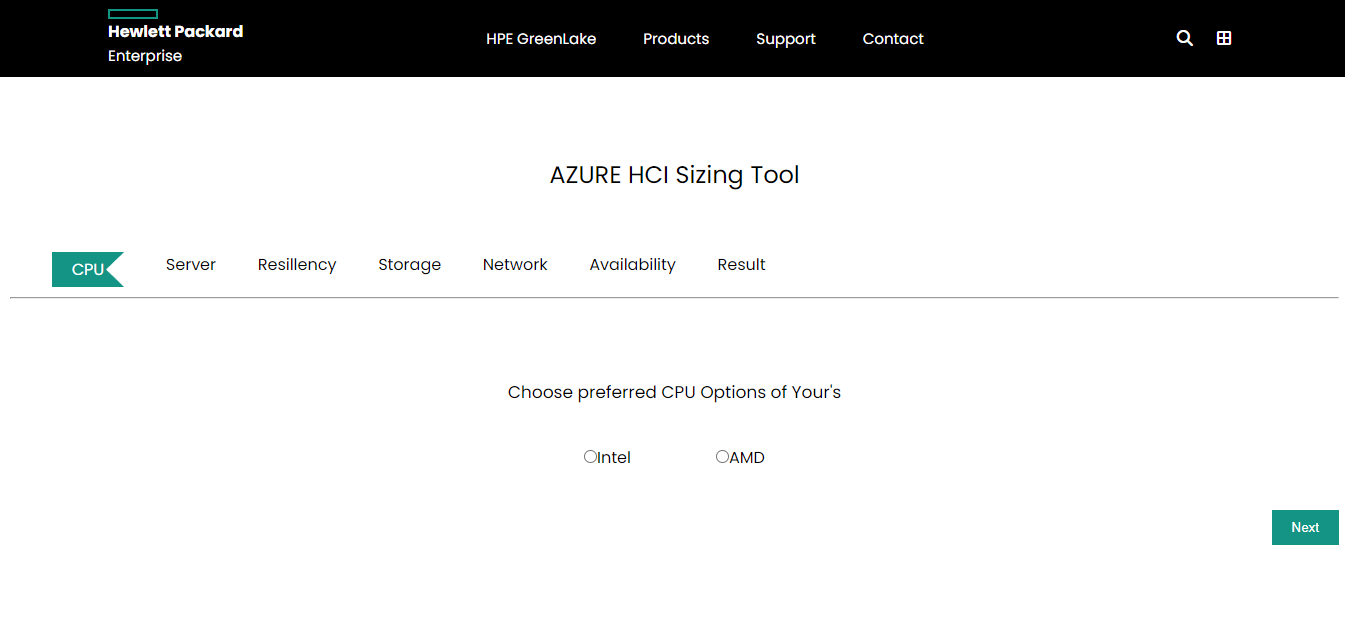 Hewlett Packard
Enterprise
HPE GreenLake Products Support Contact
AZURE HCI Sizing Tool
CPU Server Resillency Storage Network Availability Result
Choose preferred CPU Options of Your's
Intel AMD
Next